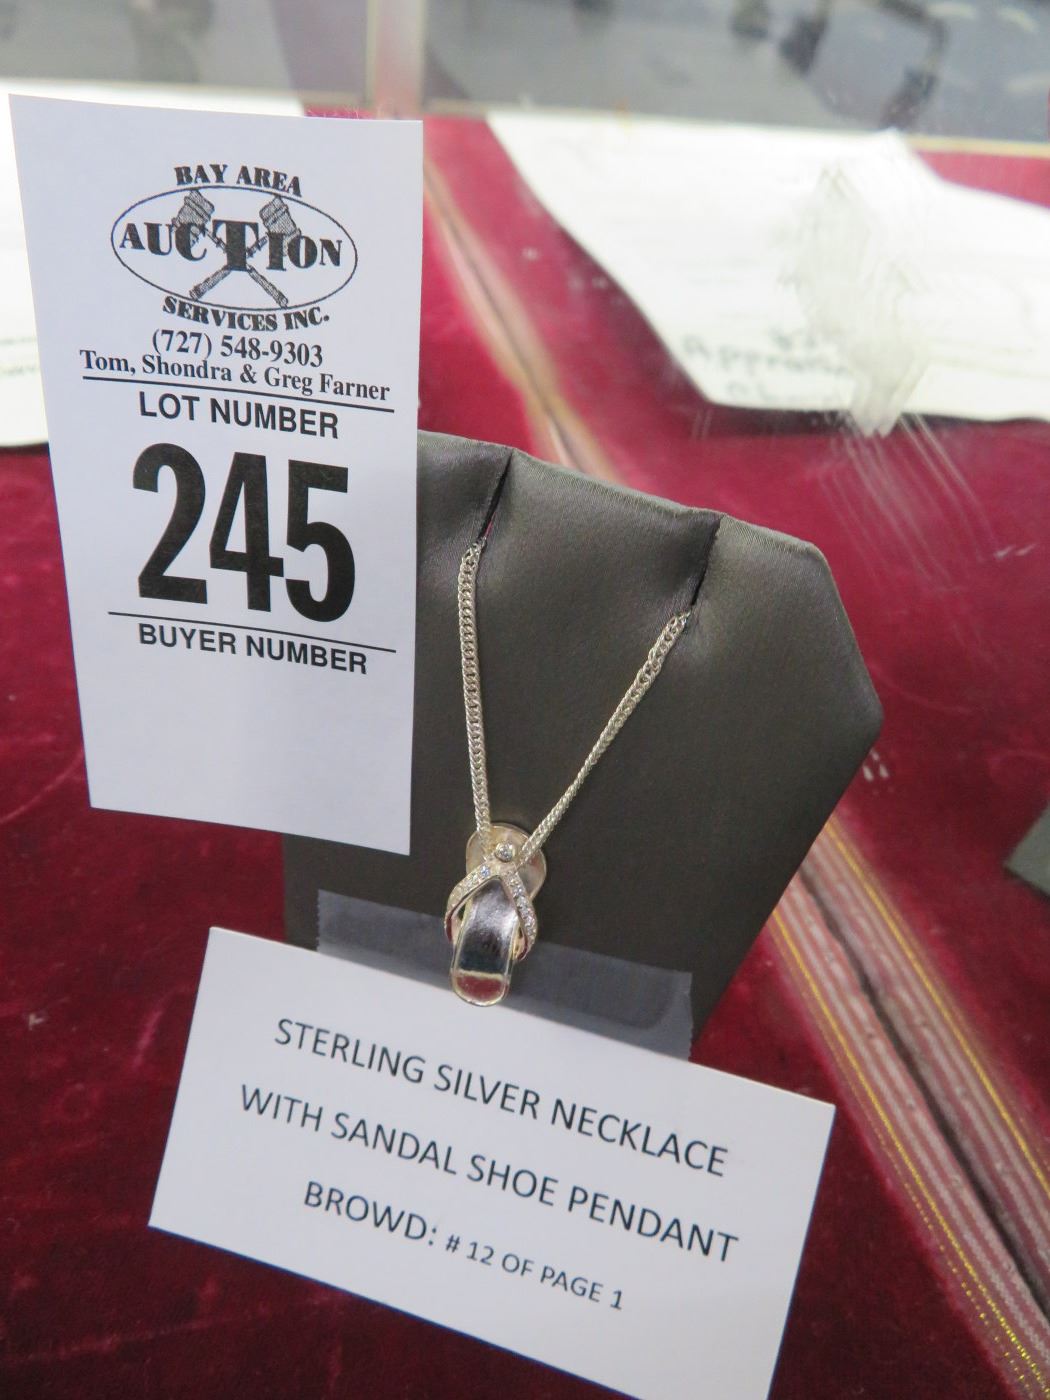 BAY AREA
AUCTION
SERVICES INC.
(727) 548-9303
Tom, Shondra & Greg Farner
LOT NUMBER
245
BUYER NUMBER
STERLING SILVER NECKLACE
WITH SANDAL SHOE PENDANT
BROWD: # 12 OF PAGE 1